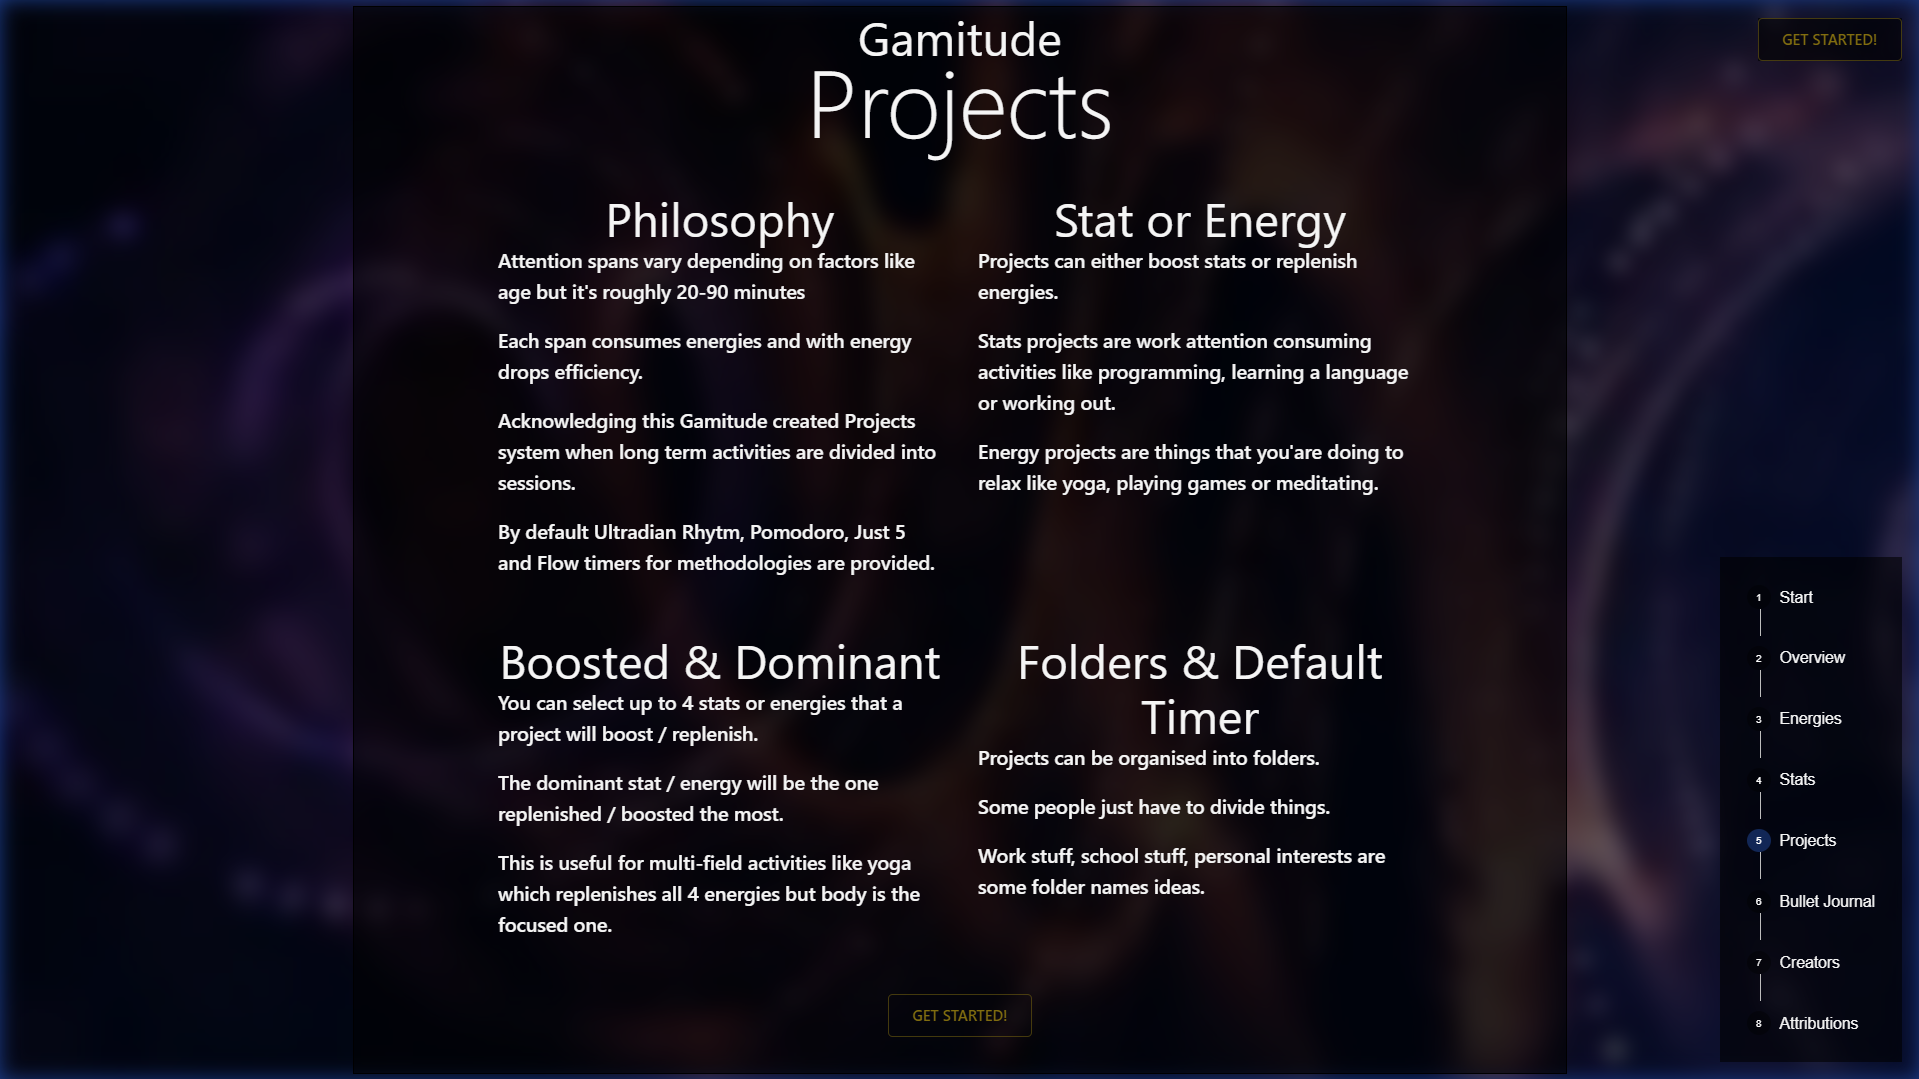 Gamitude
Projects
GET STARTED!
Philosophy
Attention spans vary depending on factors like
age but it's roughly 20-90 minutes
Each span consumes energies and with energy
drops efficiency.
Acknowledging this Gamitude created Projects
system when long term activities are divided into
sessions.
By default Ultradian Rhytm, Pomodoro, Just 5
and Flow timers for methodologies are provided.
Stat or Energy
Projects can either boost stats or replenish
energies.
Stats projects are work attention consuming
activities like programming, learning a language
or working out.
Energy projects are things that you'are doing to
relax like yoga, playing games or meditating.
Boosted & Dominant
You can select up to 4 stats or energies that a
project will boost / replenish.
The dominant stat / energy will be the one
replenished / boosted the most.
This is useful for multi-field activities like yoga
which replenishes all 4 energies but body is the
focused one.
Folders & Default
Timer
Projects can be organised into folders.
Some people just have to divide things.
Work stuff, school stuff, personal interests are
some folder names ideas.
GET STARTED!
1 Start
2 Overview
3 Energies
4 Stats
5 Projects
6 Bullet Journal
7 Creators
8 Attributions